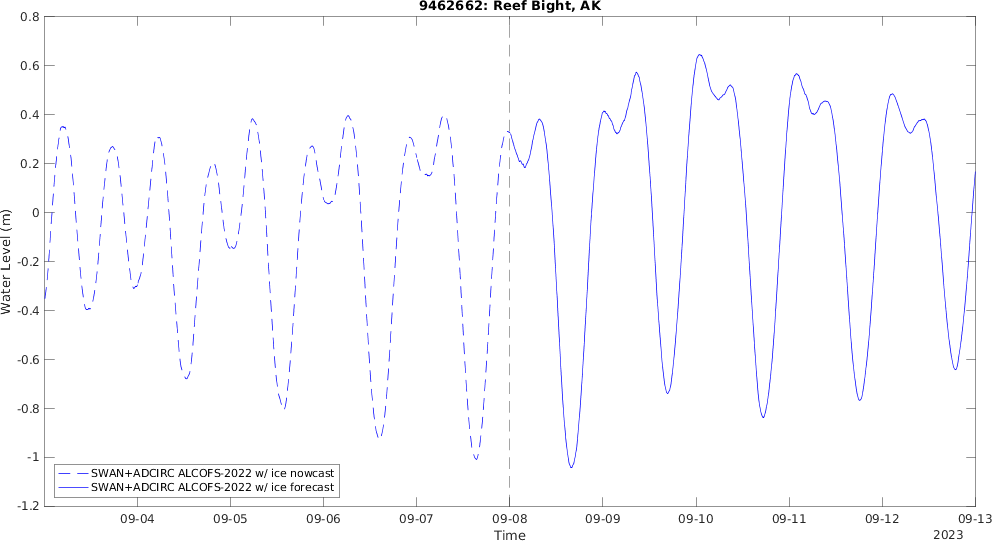 9462662: Reef Bight, AK
0.8
0.6
0.4
0.2
0
-0.2
-0.4
-0.6
-0.8
-1
-1.2
Water Level (m)
SWAN+ADCIRC ALCOFS-2022 w/ ice nowcast
SWAN+ADCIRC ALCOFS-2022 w/ ice forecast
09-04 09-05 09-06 09-07 09-08 09-09 09-10 09-11 09-12 09-13
Time
2023